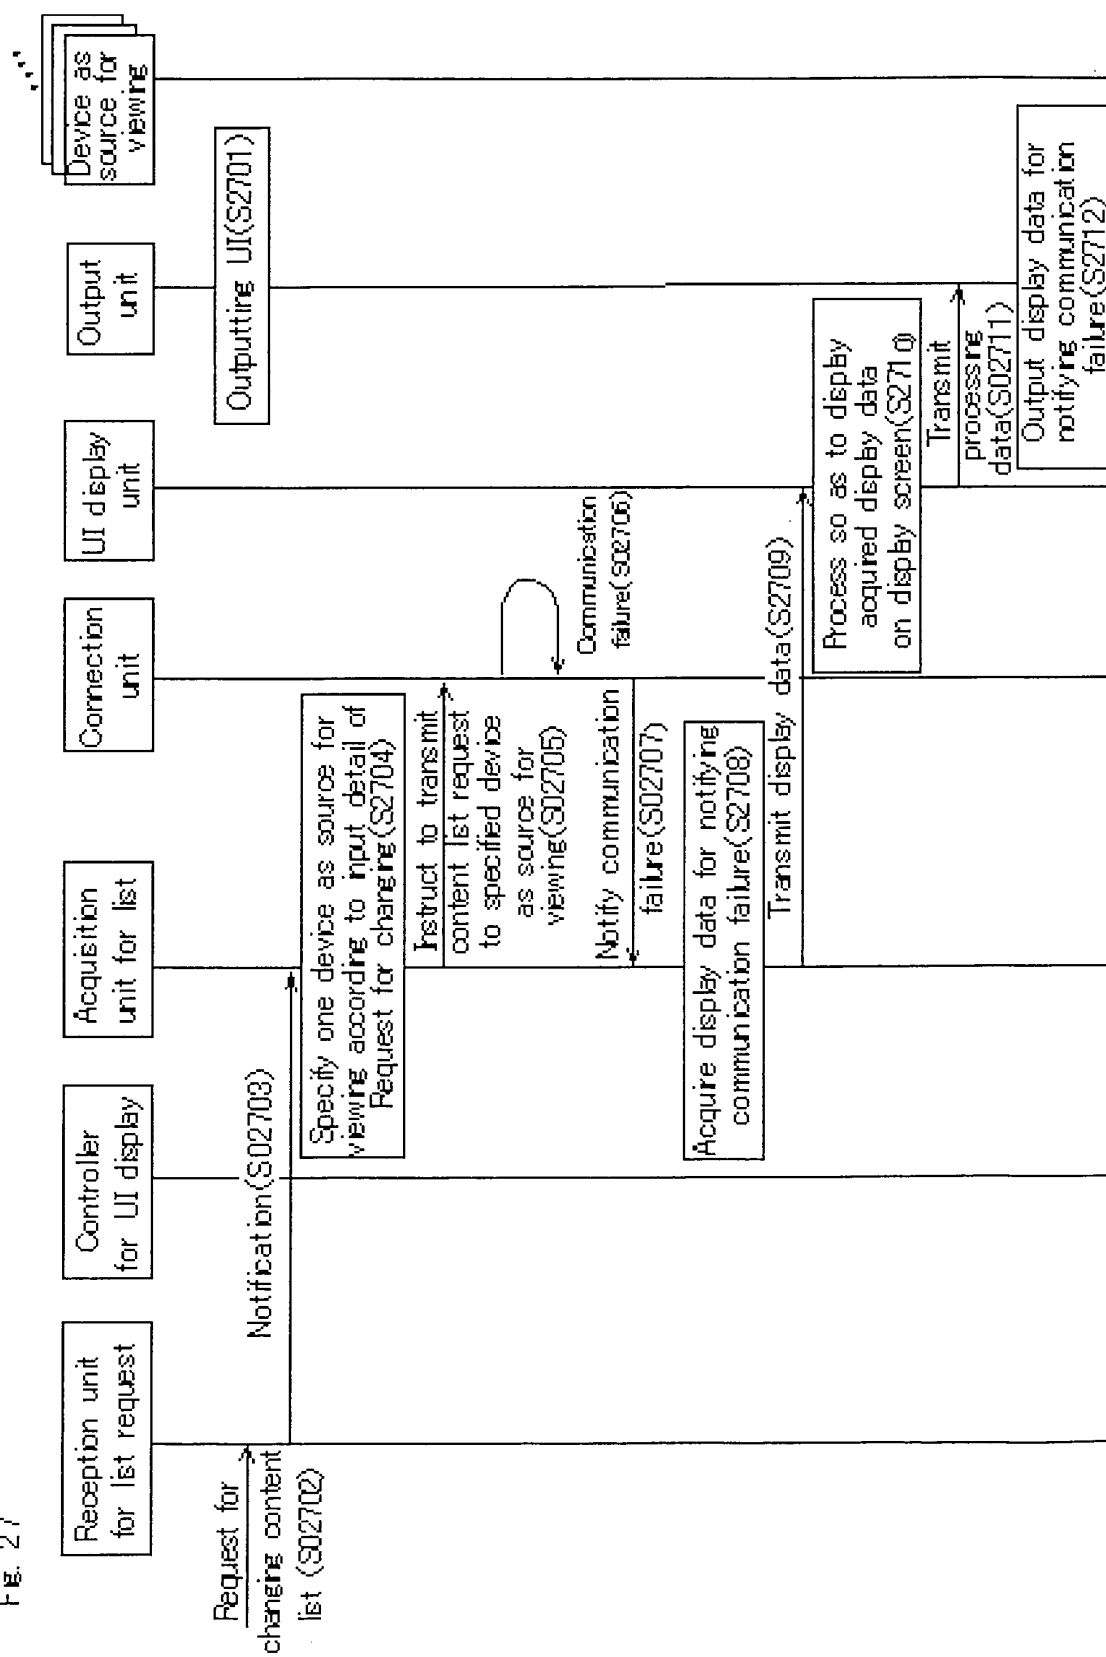 Fig. 27
Reception unit
for list request
Controller
for UI display
Acquisition
unit for list
Connection
unit
UI display
unit
Output
unit
Device as
source for
viewing
Outputting UI(S2701)
Request for
changing content
list (S02702)
Notification(S02703)
Specify one device as source for
viewing according to input detail of
Request for changing(S2704)
Instruct to transmit
content list request
to specified device
as source for
viewing(S02705)
Communication
failure(S02706)
Notify communication
failure(S02707)
Acquire display data for notifying
communication failure(S2708)
Transmit display data(S2709)
Process so as to display
acquired display data
on display screen(S2710)
Transmit
processing
data(S02711)
Output display data for
notifying communication
failure(S2712)